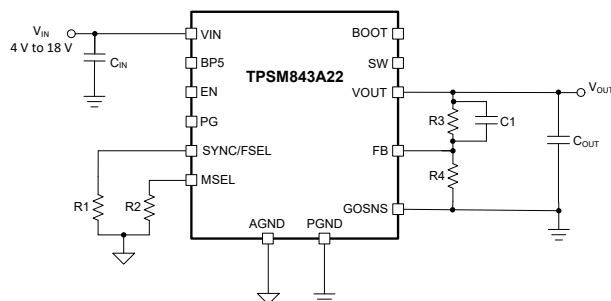 VIN
4 V to 18 V
CIN
VIN
BP5
EN
PG
SYNC/FSEL
MSEL
R1
R2
TPSM843A22
AGND
PGND
BOOT
SW
VOUT
FB
GOSNS
R3
C1
R4
VOUT
COUT